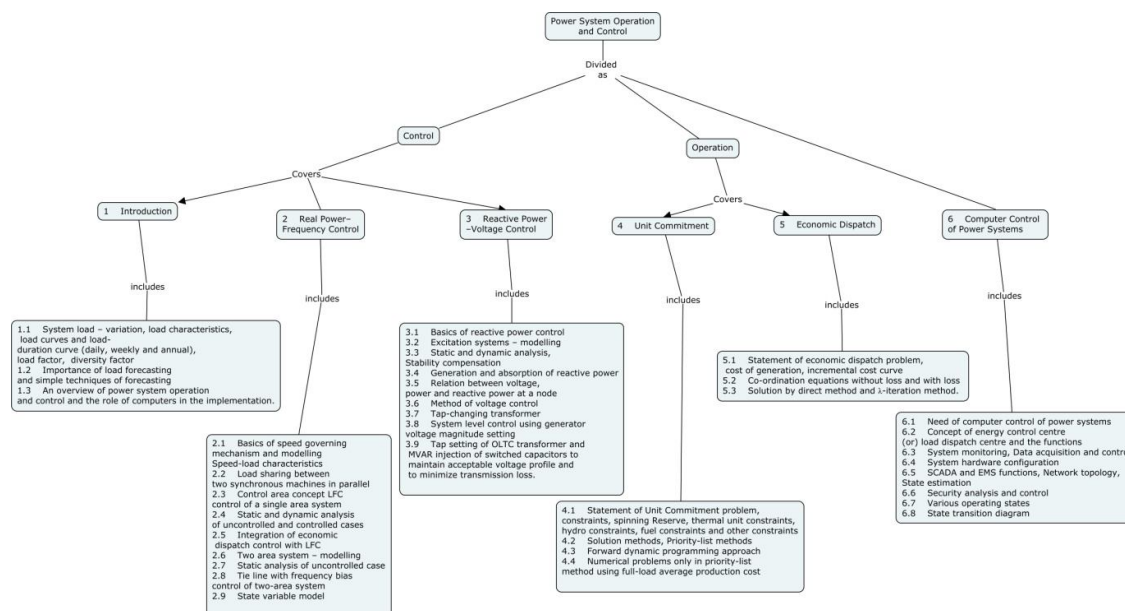 Power System Operation
and Control
Divided
as
Control
Operation
Covers
Covers
1 Introduction
2 Real Power–
Frequency Control
3 Reactive Power
–Voltage Control
4 Unit Commitment
5 Economic Dispatch
6 Computer Control
of Power Systems
includes
includes
includes
includes
includes
includes
1.1 System load – variation, load characteristics,
load curves and load-
duration curve (daily, weekly and annual),
load factor, diversity factor
1.2 Importance of load forecasting
and simple techniques of forecasting
1.3 An overview of power system operation
and control and the role of computers in the implementation.
2.1 Basics of speed governing
mechanism and modelling
Speed-load characteristics
2.2 Load sharing between
two synchronous machines in parallel
2.3 Control area concept LFC
control of a single area system
2.4 Static and dynamic analysis
of uncontrolled and controlled cases
2.5 Integration of economic
dispatch control with LFC
2.6 Two area system – modelling
2.7 Static analysis of uncontrolled case
2.8 Tie line with frequency bias
control of two-area system
2.9 State variable model
3.1 Basics of reactive power control
3.2 Excitation systems – modelling
3.3 Static and dynamic analysis,
Stability compensation
3.4 Generation and absorption of reactive power
3.5 Relation between voltage,
power and reactive power at a node
3.6 Method of voltage control
3.7 Tap-changing transformer
3.8 System level control using generator
voltage magnitude setting
3.9 Tap setting of OLTC transformer and
MVAR injection of switched capacitors to
maintain acceptable voltage profile and
to minimize transmission loss.
4.1 Statement of Unit Commitment problem,
constraints, spinning Reserve, thermal unit constraints,
hydro constraints, fuel constraints and other constraints
4.2 Solution methods, Priority-list methods
4.3 Forward dynamic programming approach
4.4 Numerical problems only in priority-list
method using full-load average production cost
5.1 Statement of economic dispatch problem,
cost of generation, incremental cost curve
5.2 Co-ordination equations without loss and with loss
5.3 Solution by direct method and λ-iteration method.
6.1 Need of computer control of power systems
6.2 Concept of energy control centre
(or) load dispatch centre and the functions
6.3 System monitoring, Data acquisition and control
6.4 System hardware configuration
6.5 SCADA and EMS functions, Network topology,
State estimation
6.6 Security analysis and control
6.7 Various operating states
6.8 State transition diagram